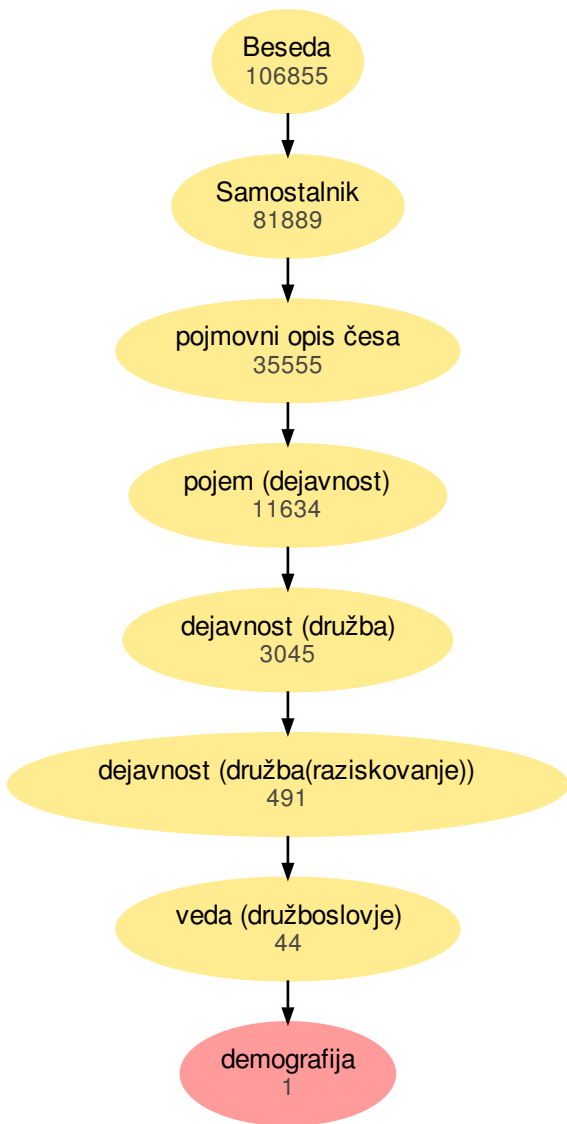 Beseda
106855
Samostalnik
81889
pojmovni opis česa
35555
pojem (dejavnost)
11634
dejavnost (družba)
3045
dejavnost (družba(raziskovanje))
491
veda (družboslovje)
44
demografija
1